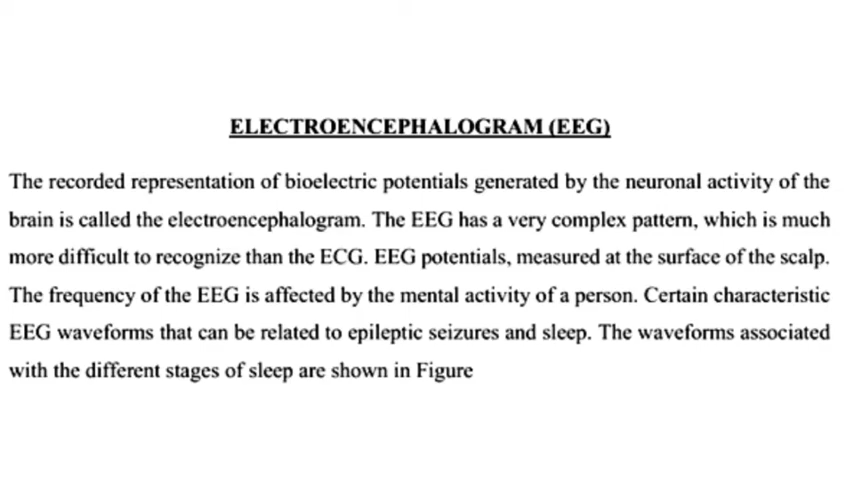 ELECTROENCEPHALOGRAM (EEG)
The recorded representation of bioelectric potentials generated by the neuronal activity of the
brain is called the electroencephalogram. The EEG has a very complex pattern, which is much
more difficult to recognize than the ECG. EEG potentials, measured at the surface of the scalp.
The frequency of the EEG is affected by the mental activity of a person. Certain characteristic
EEG waveforms that can be related to epileptic seizures and sleep. The waveforms associated
with the different stages of sleep are shown in Figure